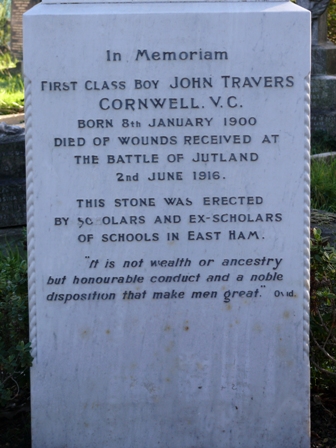 In Memoriam
First Class Boy John Travers
Cornwell. V.C.
Born 8th January 1900
Died of wounds received at
the Battle of Jutland
2nd June 1916.
This stone was erected
by scholars and ex-scholars
of schools in East Ham.
"It is not wealth or ancestry
but honourable conduct and a noble
disposition that make men great." Ovid.